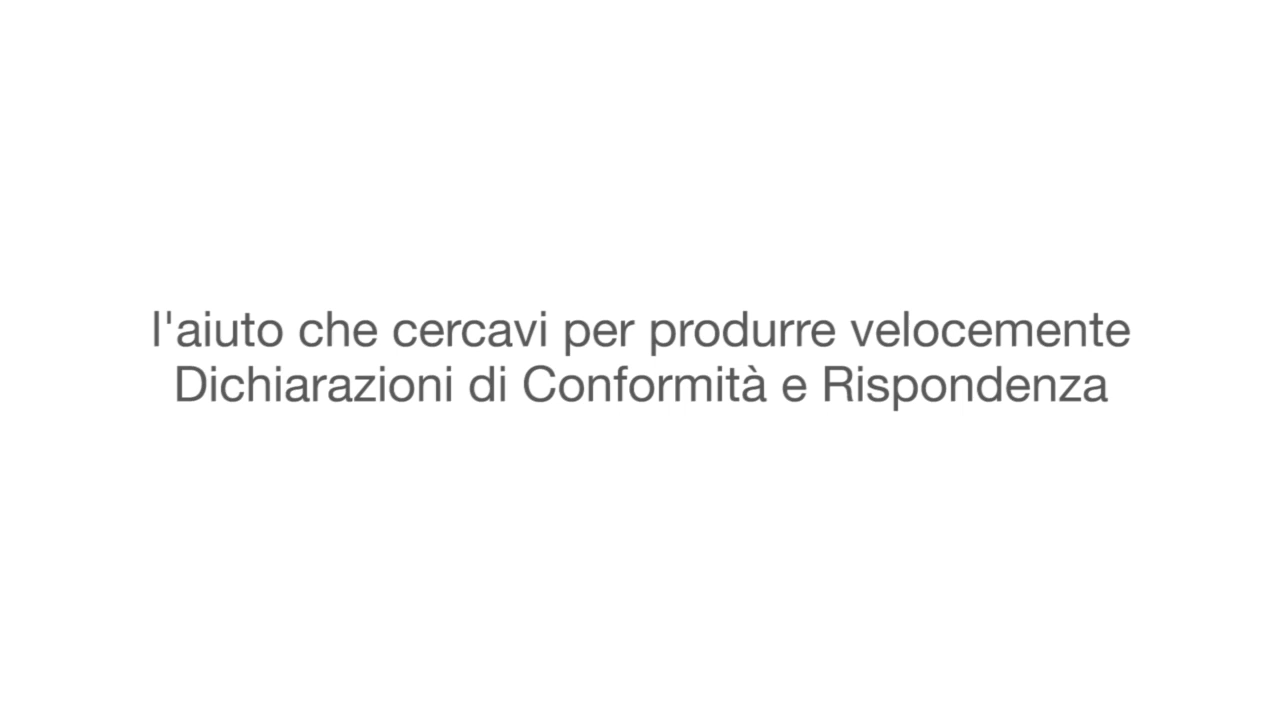 l'aiuto che cercavi per produrre velocemente
Dichiarazioni di Conformità e Rispondenza